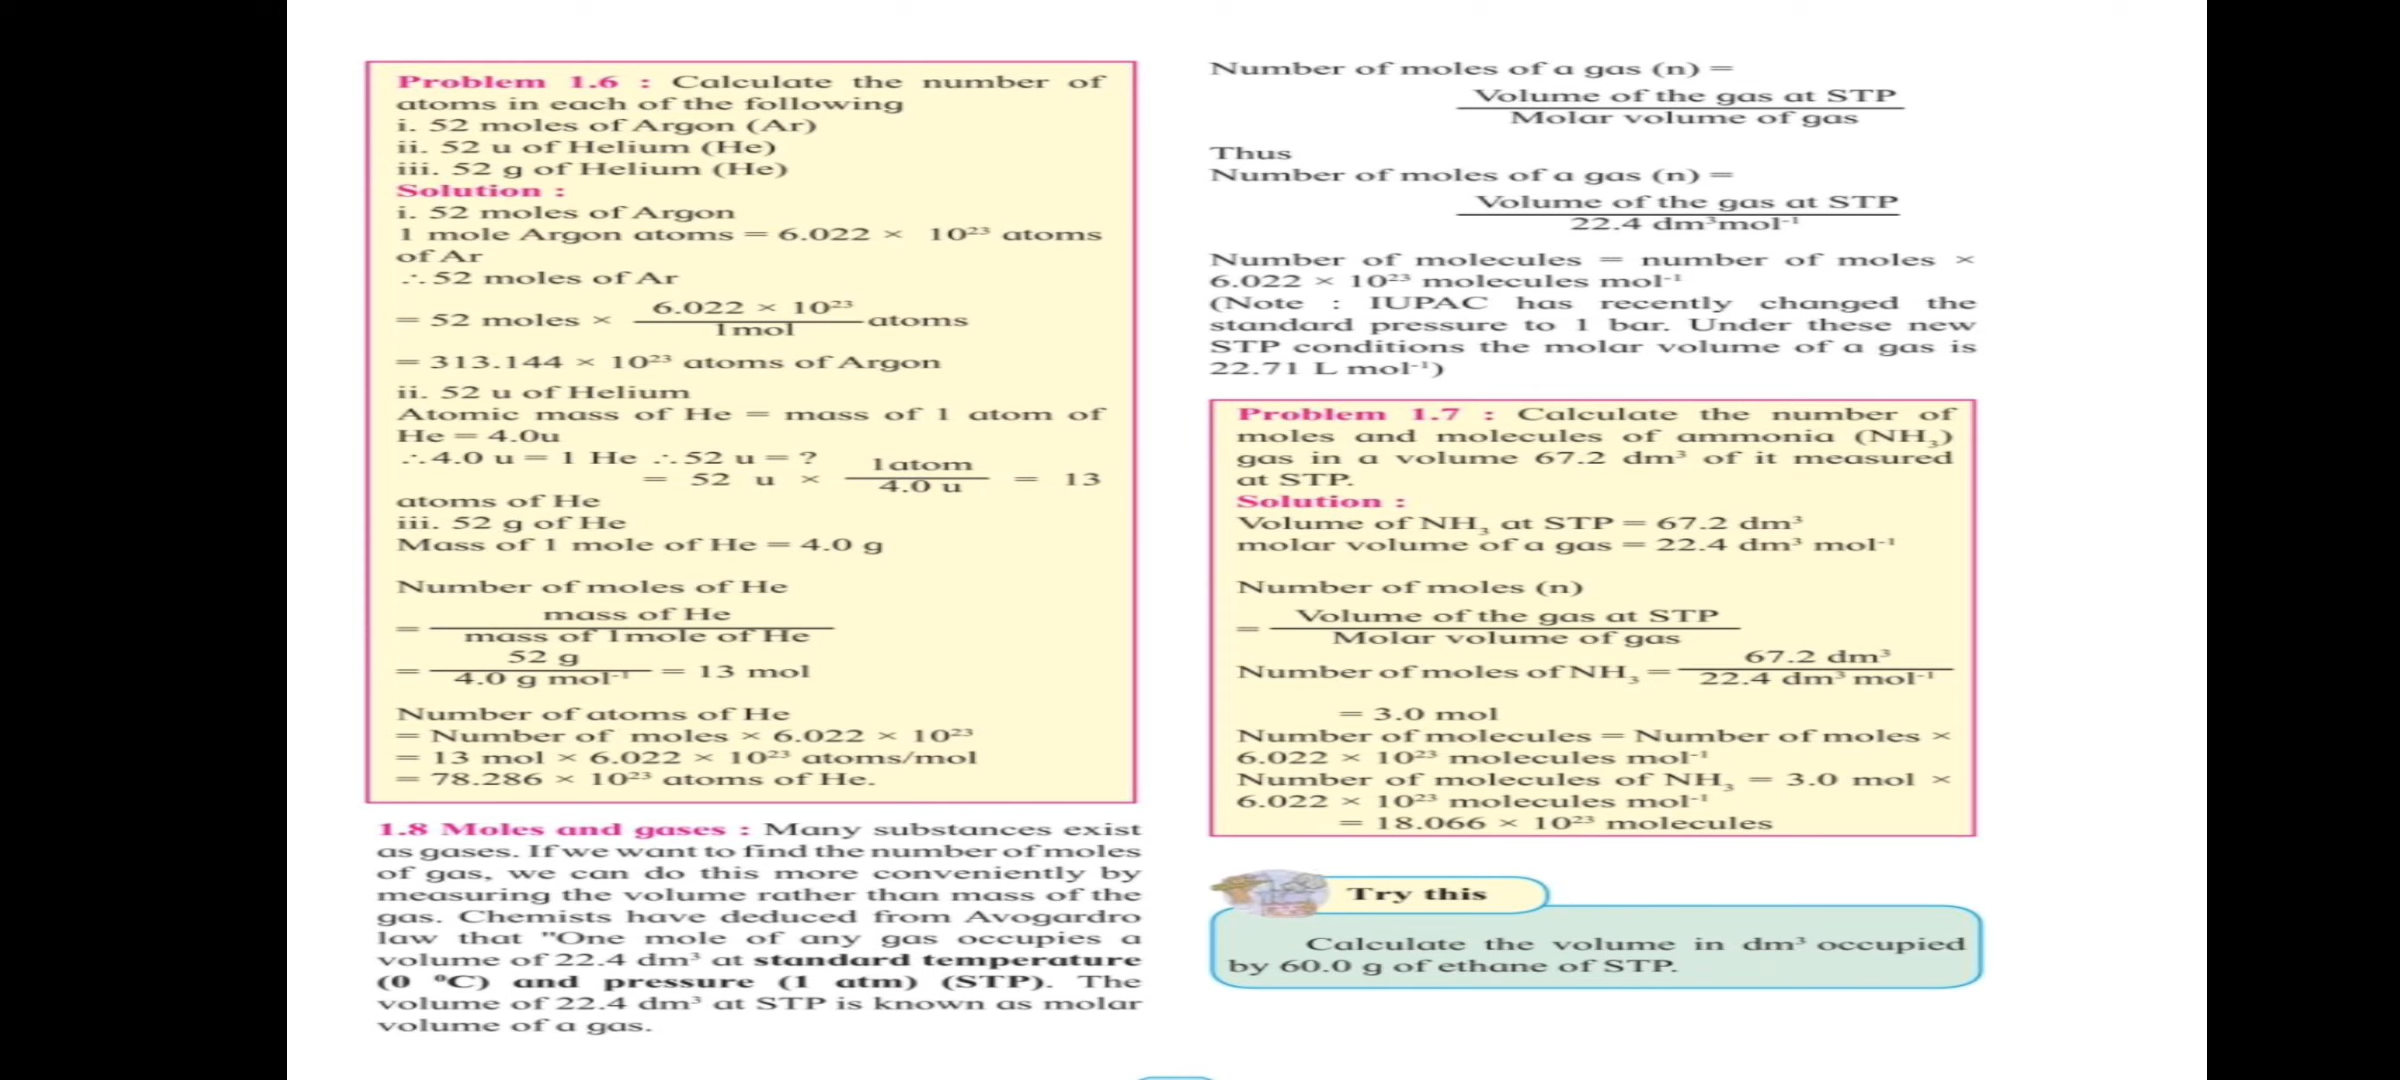 Problem 1.6 : Calculate the number of
atoms in each of the following
i. 52 moles of Argon (Ar)
ii. 52 u of Helium (He)
iii. 52 g of Helium (He)
Solution :
i. 52 moles of Argon
1 mole Argon atoms = 6.022 × 10²³ atoms
of Ar
∴ 52 moles of Ar
= 52 moles × 6.022 × 10²³ / 1mol atoms
= 313.144 × 10²³ atoms of Argon
ii. 52 u of Helium
Atomic mass of He = mass of 1 atom of
He = 4.0u
∴ 4.0 u = 1 He ∴ 52 u = ?
= 52 u × 1atom / 4.0 u = 13
atoms of He
iii. 52 g of He
Mass of 1 mole of He = 4.0 g
Number of moles of He
= mass of He / mass of 1mole of He
= 52 g / 4.0 g mol⁻¹ = 13 mol
Number of atoms of He
= Number of moles × 6.022 × 10²³
= 13 mol × 6.022 × 10²³ atoms/mol
= 78.286 × 10²³ atoms of He.
1.8 Moles and gases : Many substances exist
as gases. If we want to find the number of moles
of gas, we can do this more conveniently by
measuring the volume rather than mass of the
gas. Chemists have deduced from Avogardro
law that "One mole of any gas occupies a
volume of 22.4 dm³ at standard temperature
(0 ⁰C) and pressure (1 atm) (STP). The
volume of 22.4 dm³ at STP is known as molar
volume of a gas.
Number of moles of a gas (n) =
Volume of the gas at STP
Molar volume of gas
Thus
Number of moles of a gas (n) =
Volume of the gas at STP
22.4 dm³mol⁻¹
Number of molecules = number of moles ×
6.022 × 10²³ molecules mol⁻¹
(Note : IUPAC has recently changed the
standard pressure to 1 bar. Under these new
STP conditions the molar volume of a gas is
22.71 L mol⁻¹)
Problem 1.7 : Calculate the number of
moles and molecules of ammonia (NH₃)
gas in a volume 67.2 dm³ of it measured
at STP.
Solution :
Volume of NH₃ at STP = 67.2 dm³
molar volume of a gas = 22.4 dm³ mol⁻¹
Number of moles (n)
= Volume of the gas at STP / Molar volume of gas
Number of moles of NH₃ = 67.2 dm³ / 22.4 dm³ mol⁻¹
= 3.0 mol
Number of molecules = Number of moles ×
6.022 × 10²³ molecules mol⁻¹
Number of molecules of NH₃ = 3.0 mol ×
6.022 × 10²³ molecules mol⁻¹
= 18.066 × 10²³ molecules
Try this
Calculate the volume in dm³ occupied
by 60.0 g of ethane of STP.